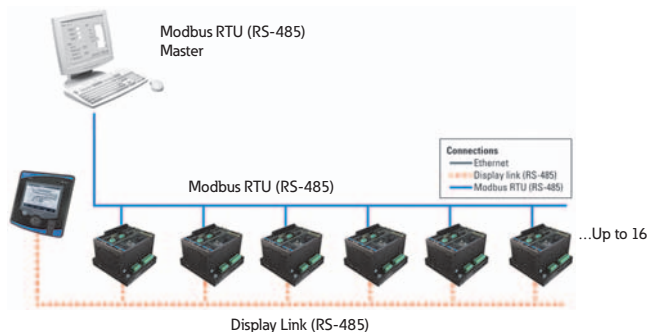 Modbus RTU (RS-485)
Master
Connections
Ethernet
Display link (RS-485)
Modbus RTU (RS-485)
Modbus RTU (RS-485)
...Up to 16
Display Link (RS-485)